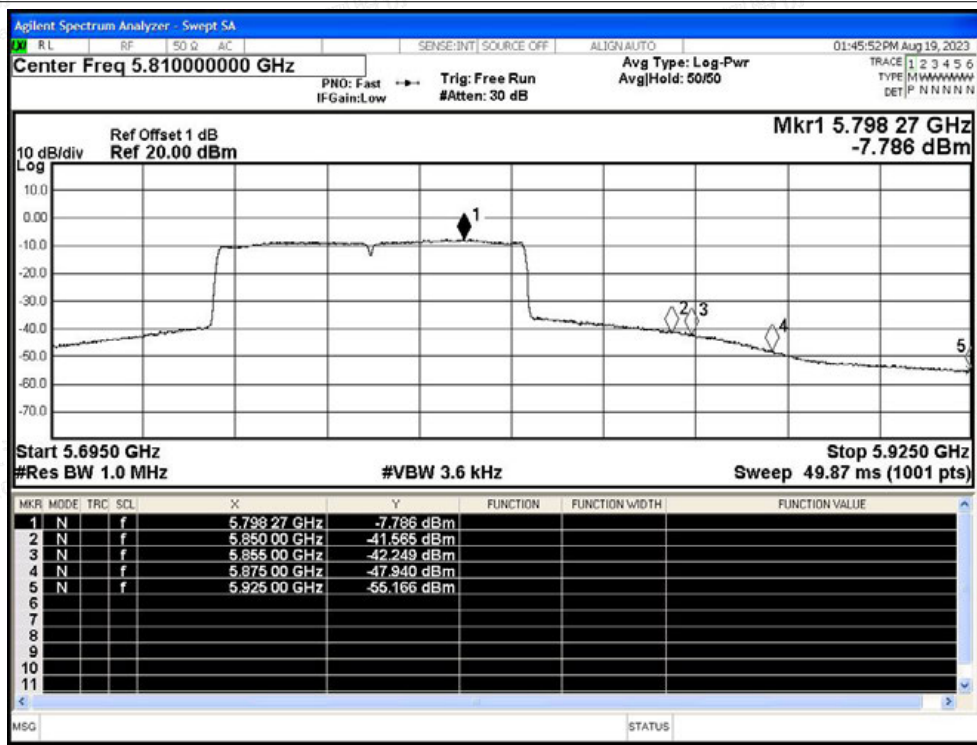 Agilent Spectrum Analyzer - Swept SA
RL RF 50 Ω AC SENSE:INT SOURCE OFF ALIGN AUTO 01:45:52PM Aug 19, 2023
Center Freq 5.810000000 GHz
PNO: Fast
IFGain:Low
Trig: Free Run
#Atten: 30 dB
Avg Type: Log-Pwr
Avg|Hold: 50/50
TRACE 1 2 3 4 5 6
TYPE M WWWWW
DET P N N N N N
Mkr1 5.798 27 GHz
-7.786 dBm
Ref Offset 1 dB
10 dB/div Ref 20.00 dBm
Log
10.0
0.00
-10.0
-20.0
-30.0
-40.0
-50.0
-60.0
-70.0
1
2 3
4
5
Start 5.6950 GHz Stop 5.9250 GHz
#Res BW 1.0 MHz #VBW 3.6 kHz Sweep 49.87 ms (1001 pts)
MKR MODE TRC SCL X Y FUNCTION FUNCTION WIDTH FUNCTION VALUE
1 N f 5.798 27 GHz -7.786 dBm
2 N f 5.850 00 GHz -41.565 dBm
3 N f 5.855 00 GHz -42.249 dBm
4 N f 5.875 00 GHz -47.940 dBm
5 N f 5.925 00 GHz -55.166 dBm
6
7
8
9
10
11
MSG STATUS